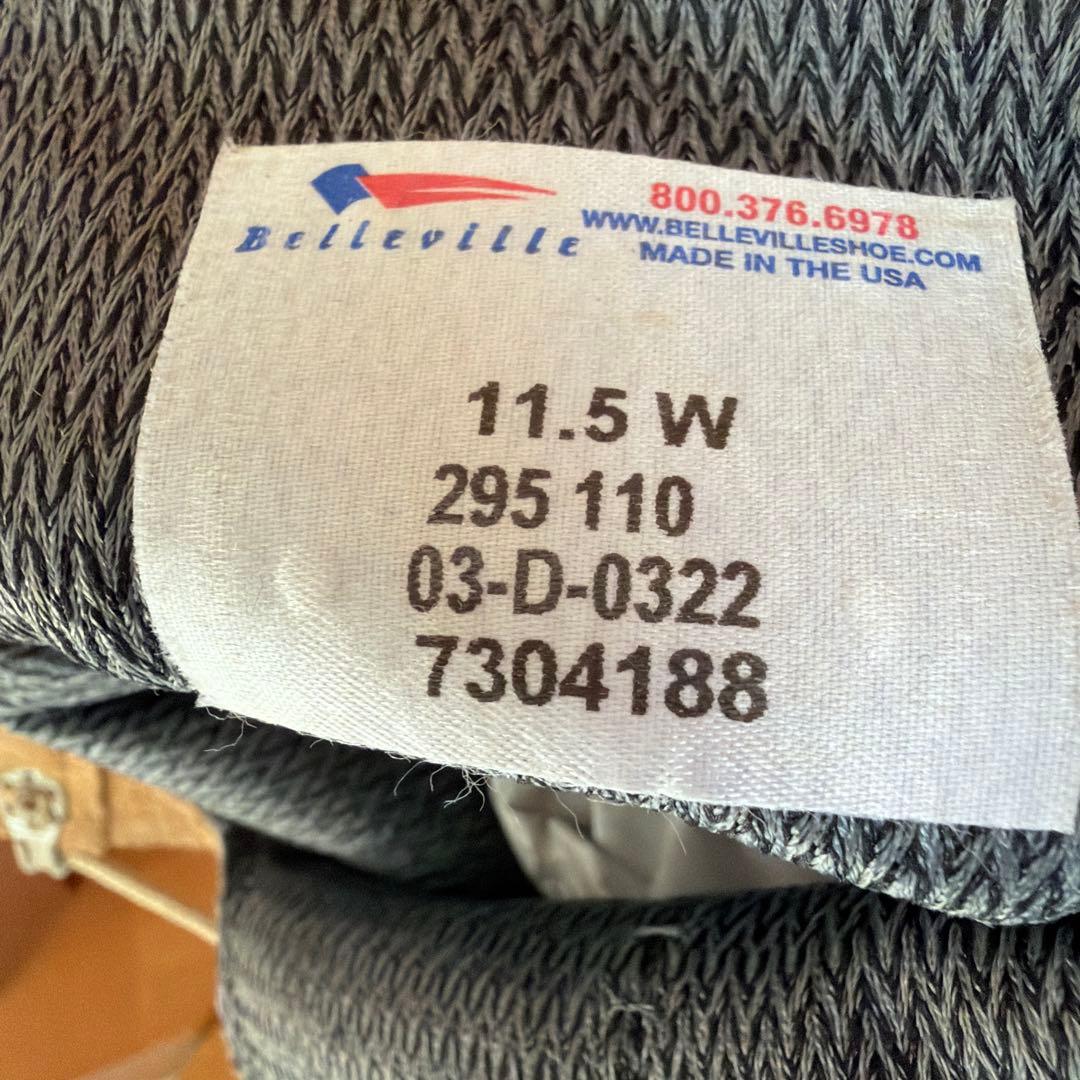 Belleville
800.376.6978
WWW.BELLEVILLESHOE.COM
MADE IN THE USA
11.5 W
295 110
03-D-0322
7304188